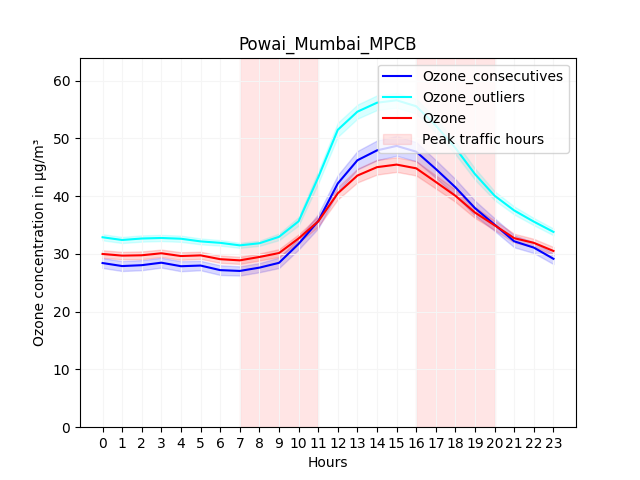 Powai_Mumbai_MPCB
Ozone_consecutives
Ozone_outliers
Ozone
Peak traffic hours
Ozone concentration in µg/m³
60
50
40
30
20
10
0
0 1 2 3 4 5 6 7 8 9 10 11 12 13 14 15 16 17 18 19 20 21 22 23
Hours